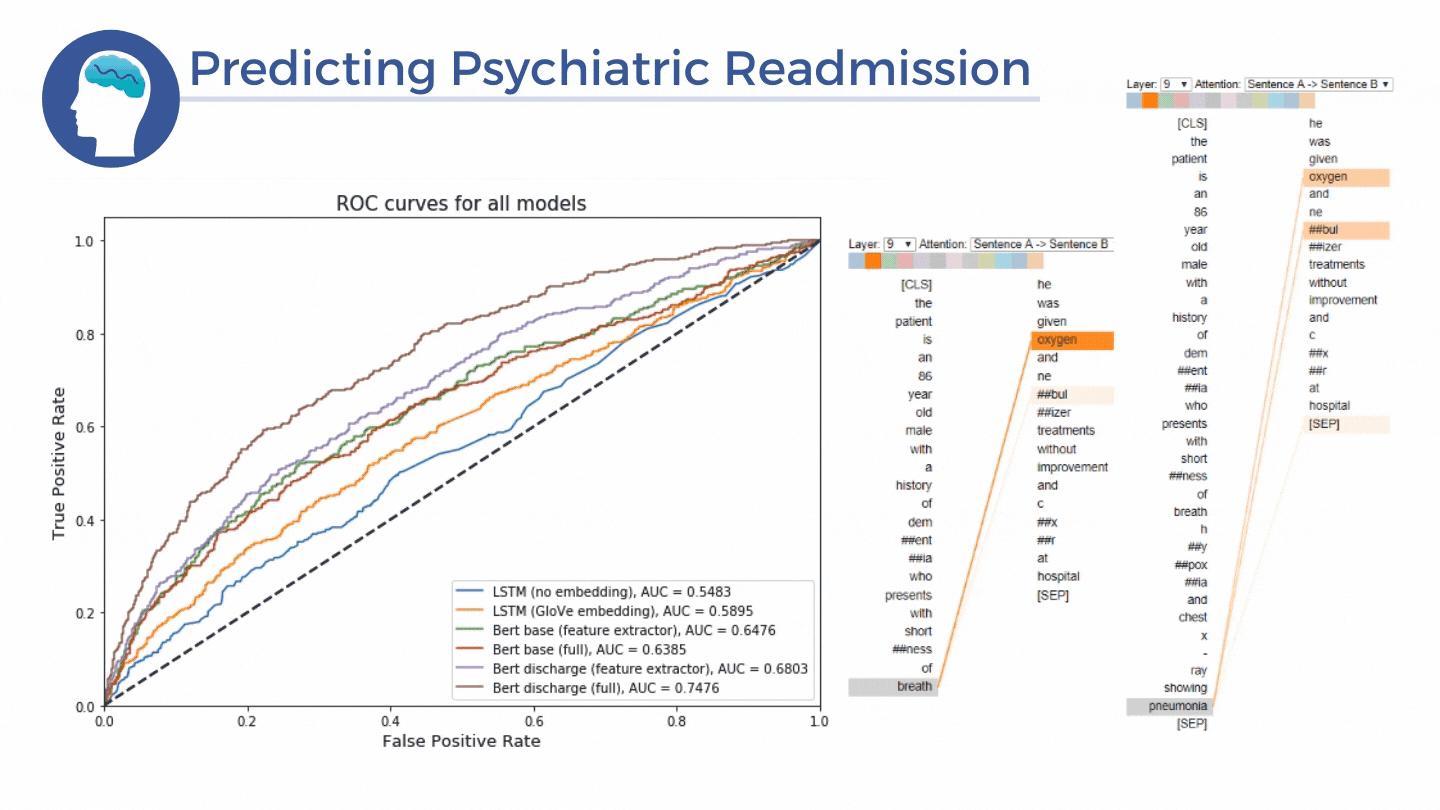 Predicting Psychiatric Readmission
ROC curves for all models
1.0
0.8
0.6
0.4
0.2
0.0
True Positive Rate
0.0 0.2 0.4 0.6 0.8 1.0
False Positive Rate
LSTM (no embedding), AUC = 0.5483
LSTM (GloVe embedding), AUC = 0.5895
Bert base (feature extractor), AUC = 0.6476
Bert base (full), AUC = 0.6385
Bert discharge (feature extractor), AUC = 0.6803
Bert discharge (full), AUC = 0.7476
Layer: 9 Attention: Sentence A -> Sentence B
[CLS] he
the was
patient given
is oxygen
an and
86 ne
year ##bul
old ##izer
male treatments
with without
a improvement
history and
of c
dem ##x
##ent ##r
##ia at
who hospital
presents [SEP]
with
short
##ness
of
breath
Layer: 9 Attention: Sentence A -> Sentence B
[CLS] he
the was
patient given
is oxygen
an and
86 ne
year ##bul
old ##izer
male treatments
with without
a improvement
history and
of c
dem ##x
##ent ##r
##ia at
who hospital
presents [SEP]
with
short
##ness
of
breath
h
##y
##pox
##ia
and
chest
x
-
ray
showing
pneumonia
[SEP]